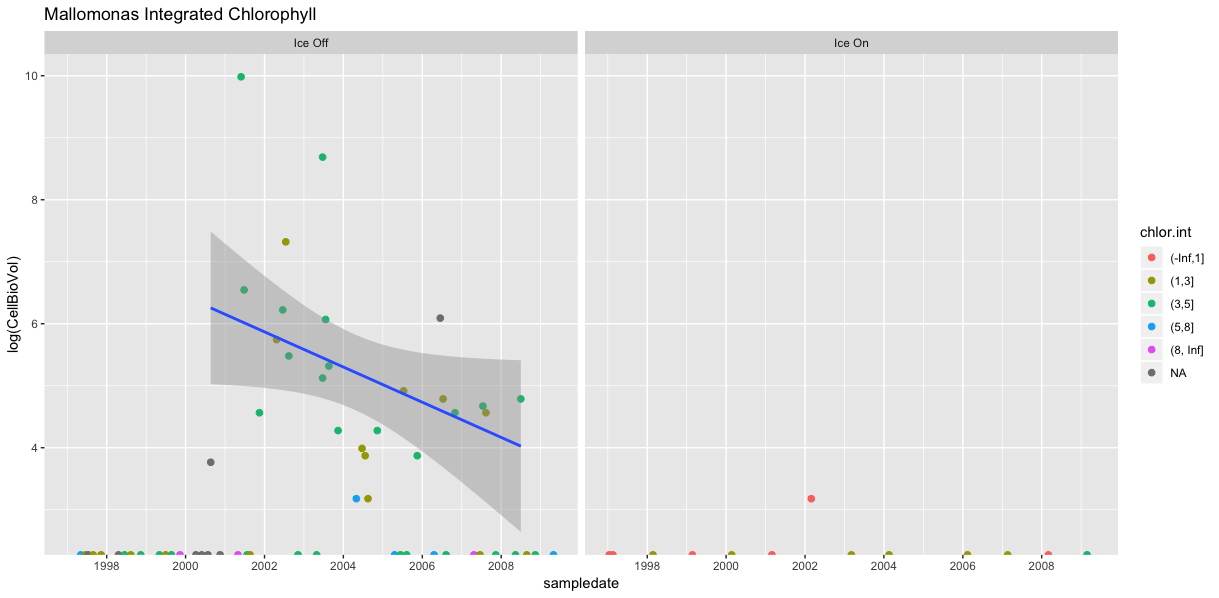 Mallomonas Integrated Chlorophyll
Ice Off
Ice On
10
8
6
4
log(CellBioVol)
1998 2000 2002 2004 2006 2008
1998 2000 2002 2004 2006 2008
sampledate
chlor.int
(-Inf,1]
(1,3]
(3,5]
(5,8]
(8, Inf]
NA